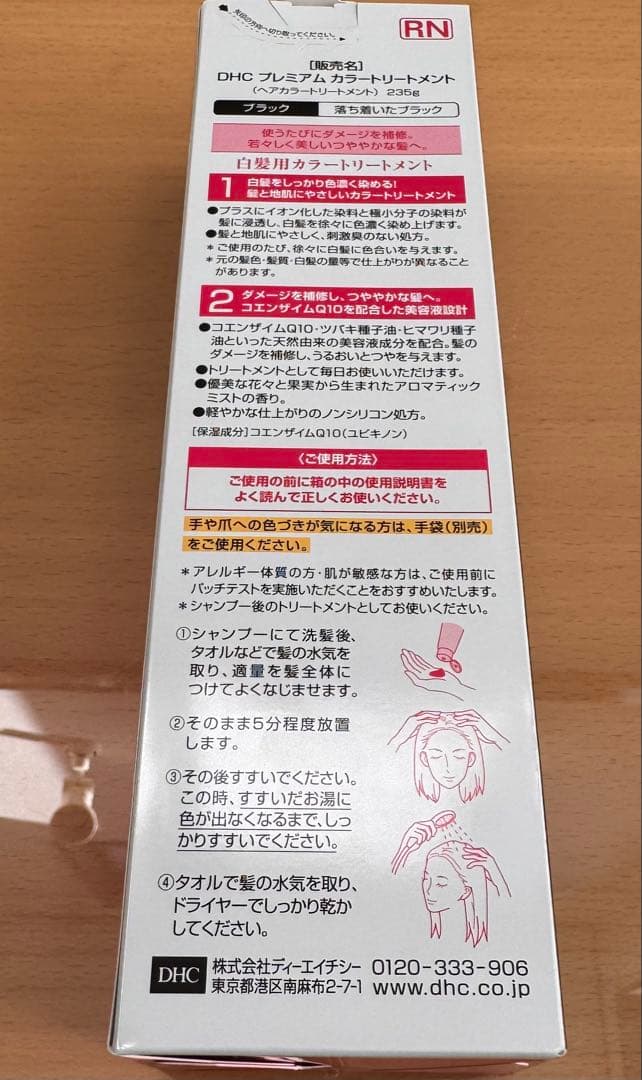 矢印の方向へ切り取ってください。
RN
［販売名］
DHC プレミアム カラートリートメント
（ヘアカラートリートメント） 235g
ブラック 落ち着いたブラック
使うたびにダメージを補修。
若々しく美しいつややかな髪へ。
白髪用カラートリートメント
1 白髪をしっかり色濃く染める！
髪と地肌にやさしいカラートリートメント
●プラスにイオン化した染料と極小分子の染料が
髪に浸透し、白髪を徐々に色濃く染め上げます。
●髪と地肌にやさしく、刺激臭のない処方。
＊ご使用のたび、徐々に白髪に色合いを与えます。
＊元の髪色・髪質・白髪の量等で仕上がりが異なること
があります。
2 ダメージを補修し、つややかな髪へ。
コエンザイムQ10を配合した美容液設計
●コエンザイムQ10・ツバキ種子油・ヒマワリ種子
油といった天然由来の美容液成分を配合。髪の
ダメージを補修し、うるおいとつやを与えます。
●トリートメントとして毎日お使いいただけます。
●優美な花々と果実から生まれたアロマティック
ミストの香り。
●軽やかな仕上がりのノンシリコン処方。
［保湿成分］コエンザイムQ10（ユビキノン）
〈ご使用方法〉
ご使用の前に箱の中の使用説明書を
よく読んで正しくお使いください。
手や爪への色づきが気になる方は、手袋（別売）
をご使用ください。
＊アレルギー体質の方・肌が敏感な方は、ご使用前に
パッチテストを実施いただくことをおすすめいたします。
＊シャンプー後のトリートメントとしてお使いください。
①シャンプーにて洗髪後、
タオルなどで髪の水気を
取り、適量を髪全体に
つけてよくなじませます。
②そのまま5分程度放置
します。
③その後すすいでください。
この時、すすいだお湯に
色が出なくなるまで、しっ
かりすすいでください。
④タオルで髪の水気を取り、
ドライヤーでしっかり乾か
してください。
DHC 株式会社ディーエイチシー 0120-333-906
東京都港区南麻布2-7-1 www.dhc.co.jp